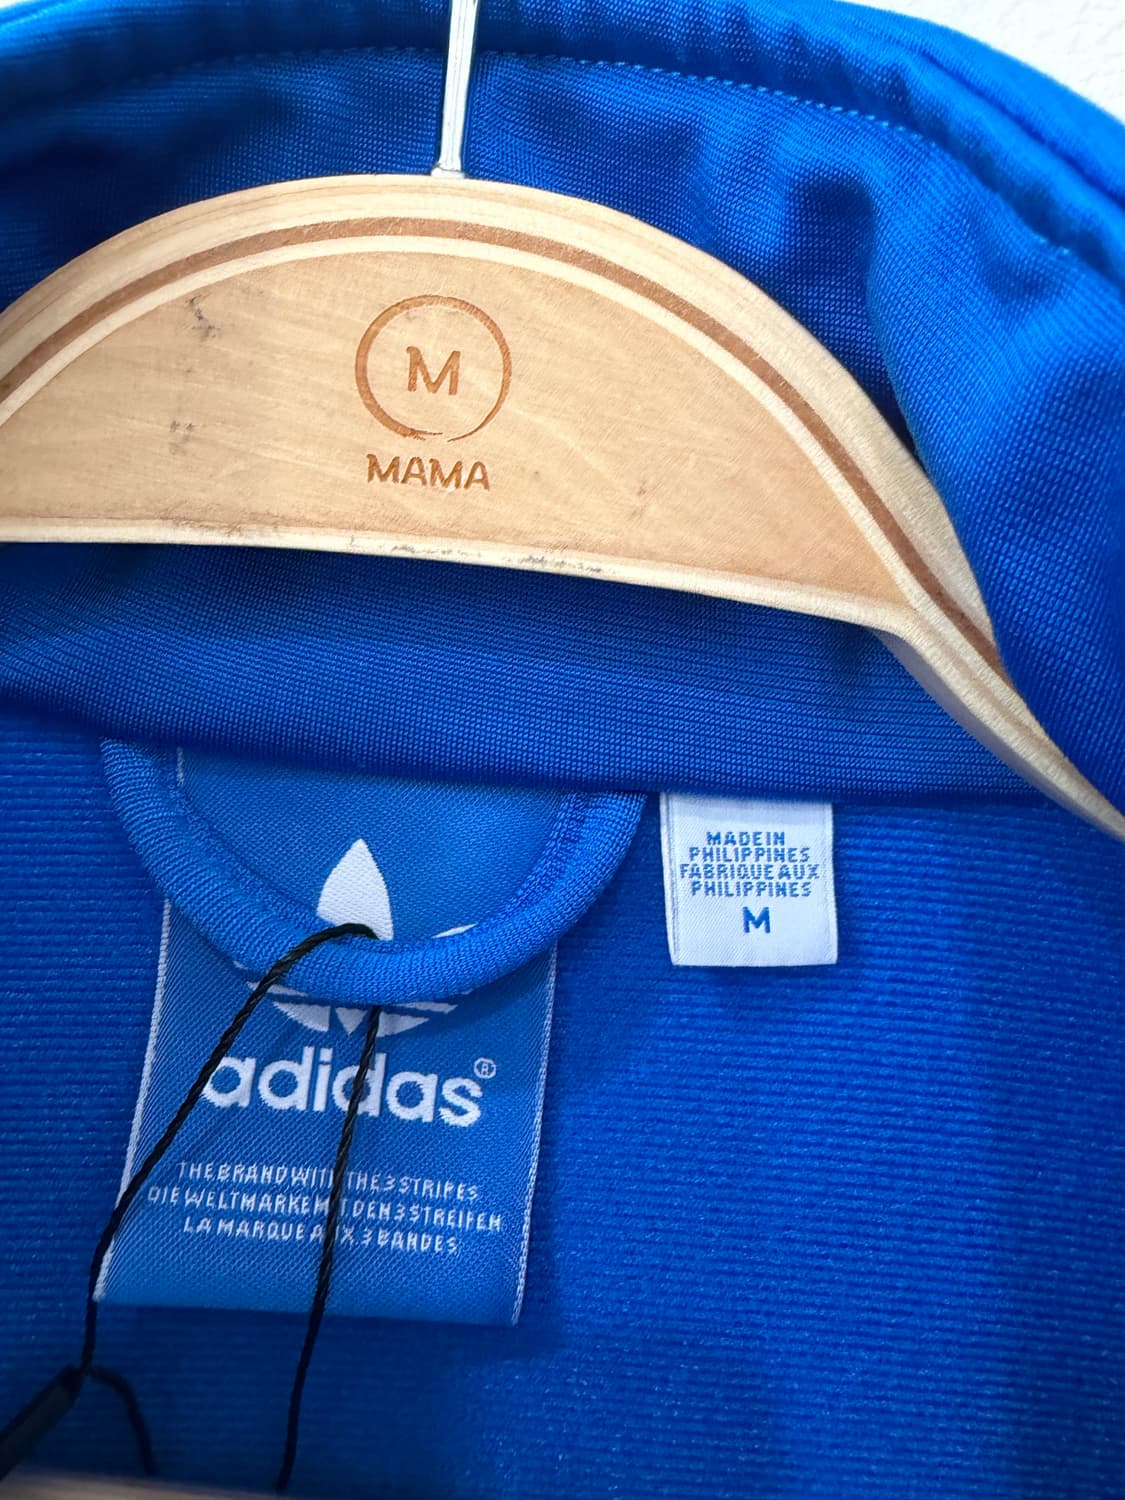 M
MAMA
MADE IN
PHILIPPINES
FABRIQUE AUX
PHILIPPINES
M
adidas®
THE BRAND WITH THE 3 STRIPES
DIE WELTMARKE MIT DEN 3 STREIFEN
LA MARQUE AUX 3 BANDES